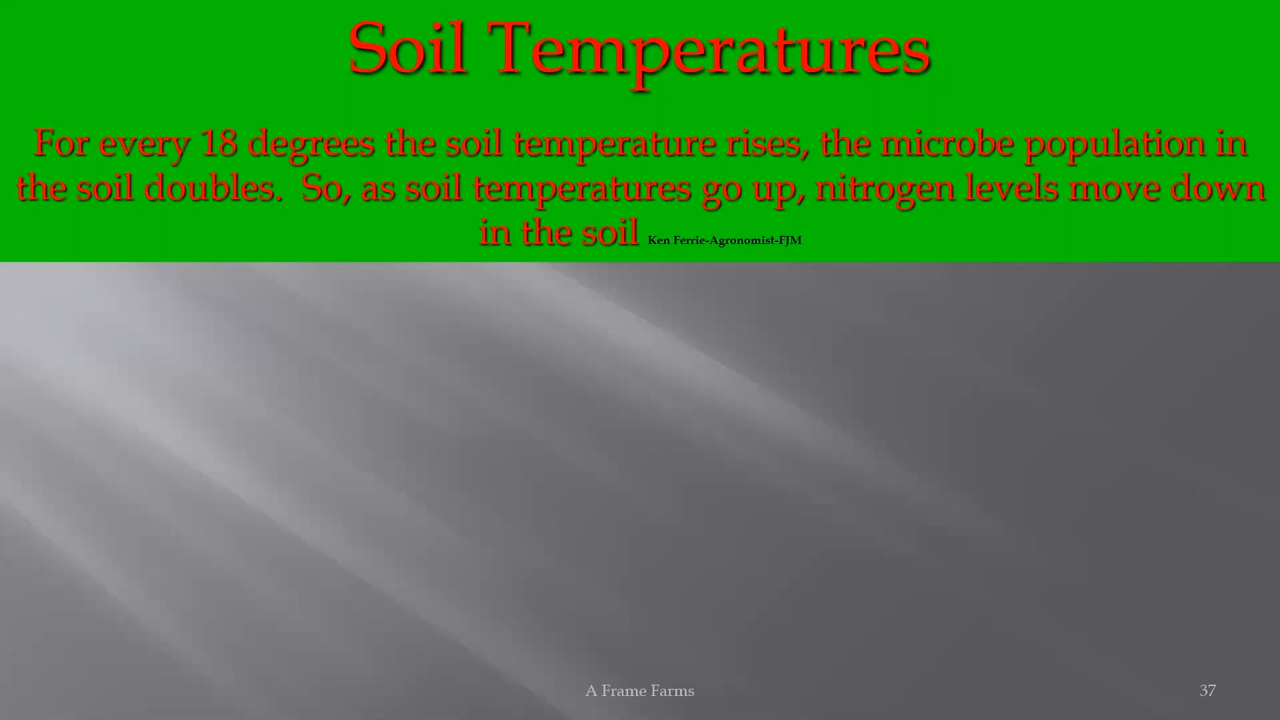 Soil Temperatures
For every 18 degrees the soil temperature rises, the microbe population in
the soil doubles.  So, as soil temperatures go up, nitrogen levels move down
in the soil Ken Ferrie-Agronomist-FJM
A Frame Farms
37